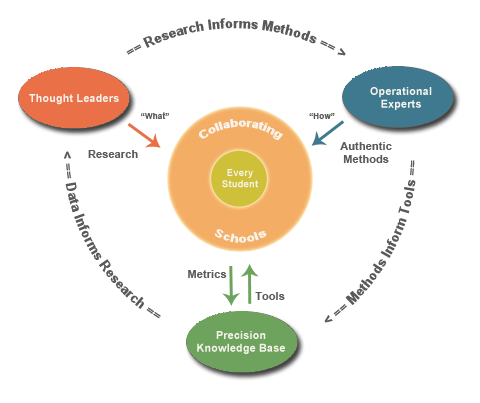 == Research Informs Methods == >
Thought Leaders
Operational
Experts
"What"
"How"
Research
Authentic
Methods
Collaborating
Every
Student
Schools
< == Data Informs Research ==
< == Methods Inform Tools ==
Metrics
Tools
Precision
Knowledge Base